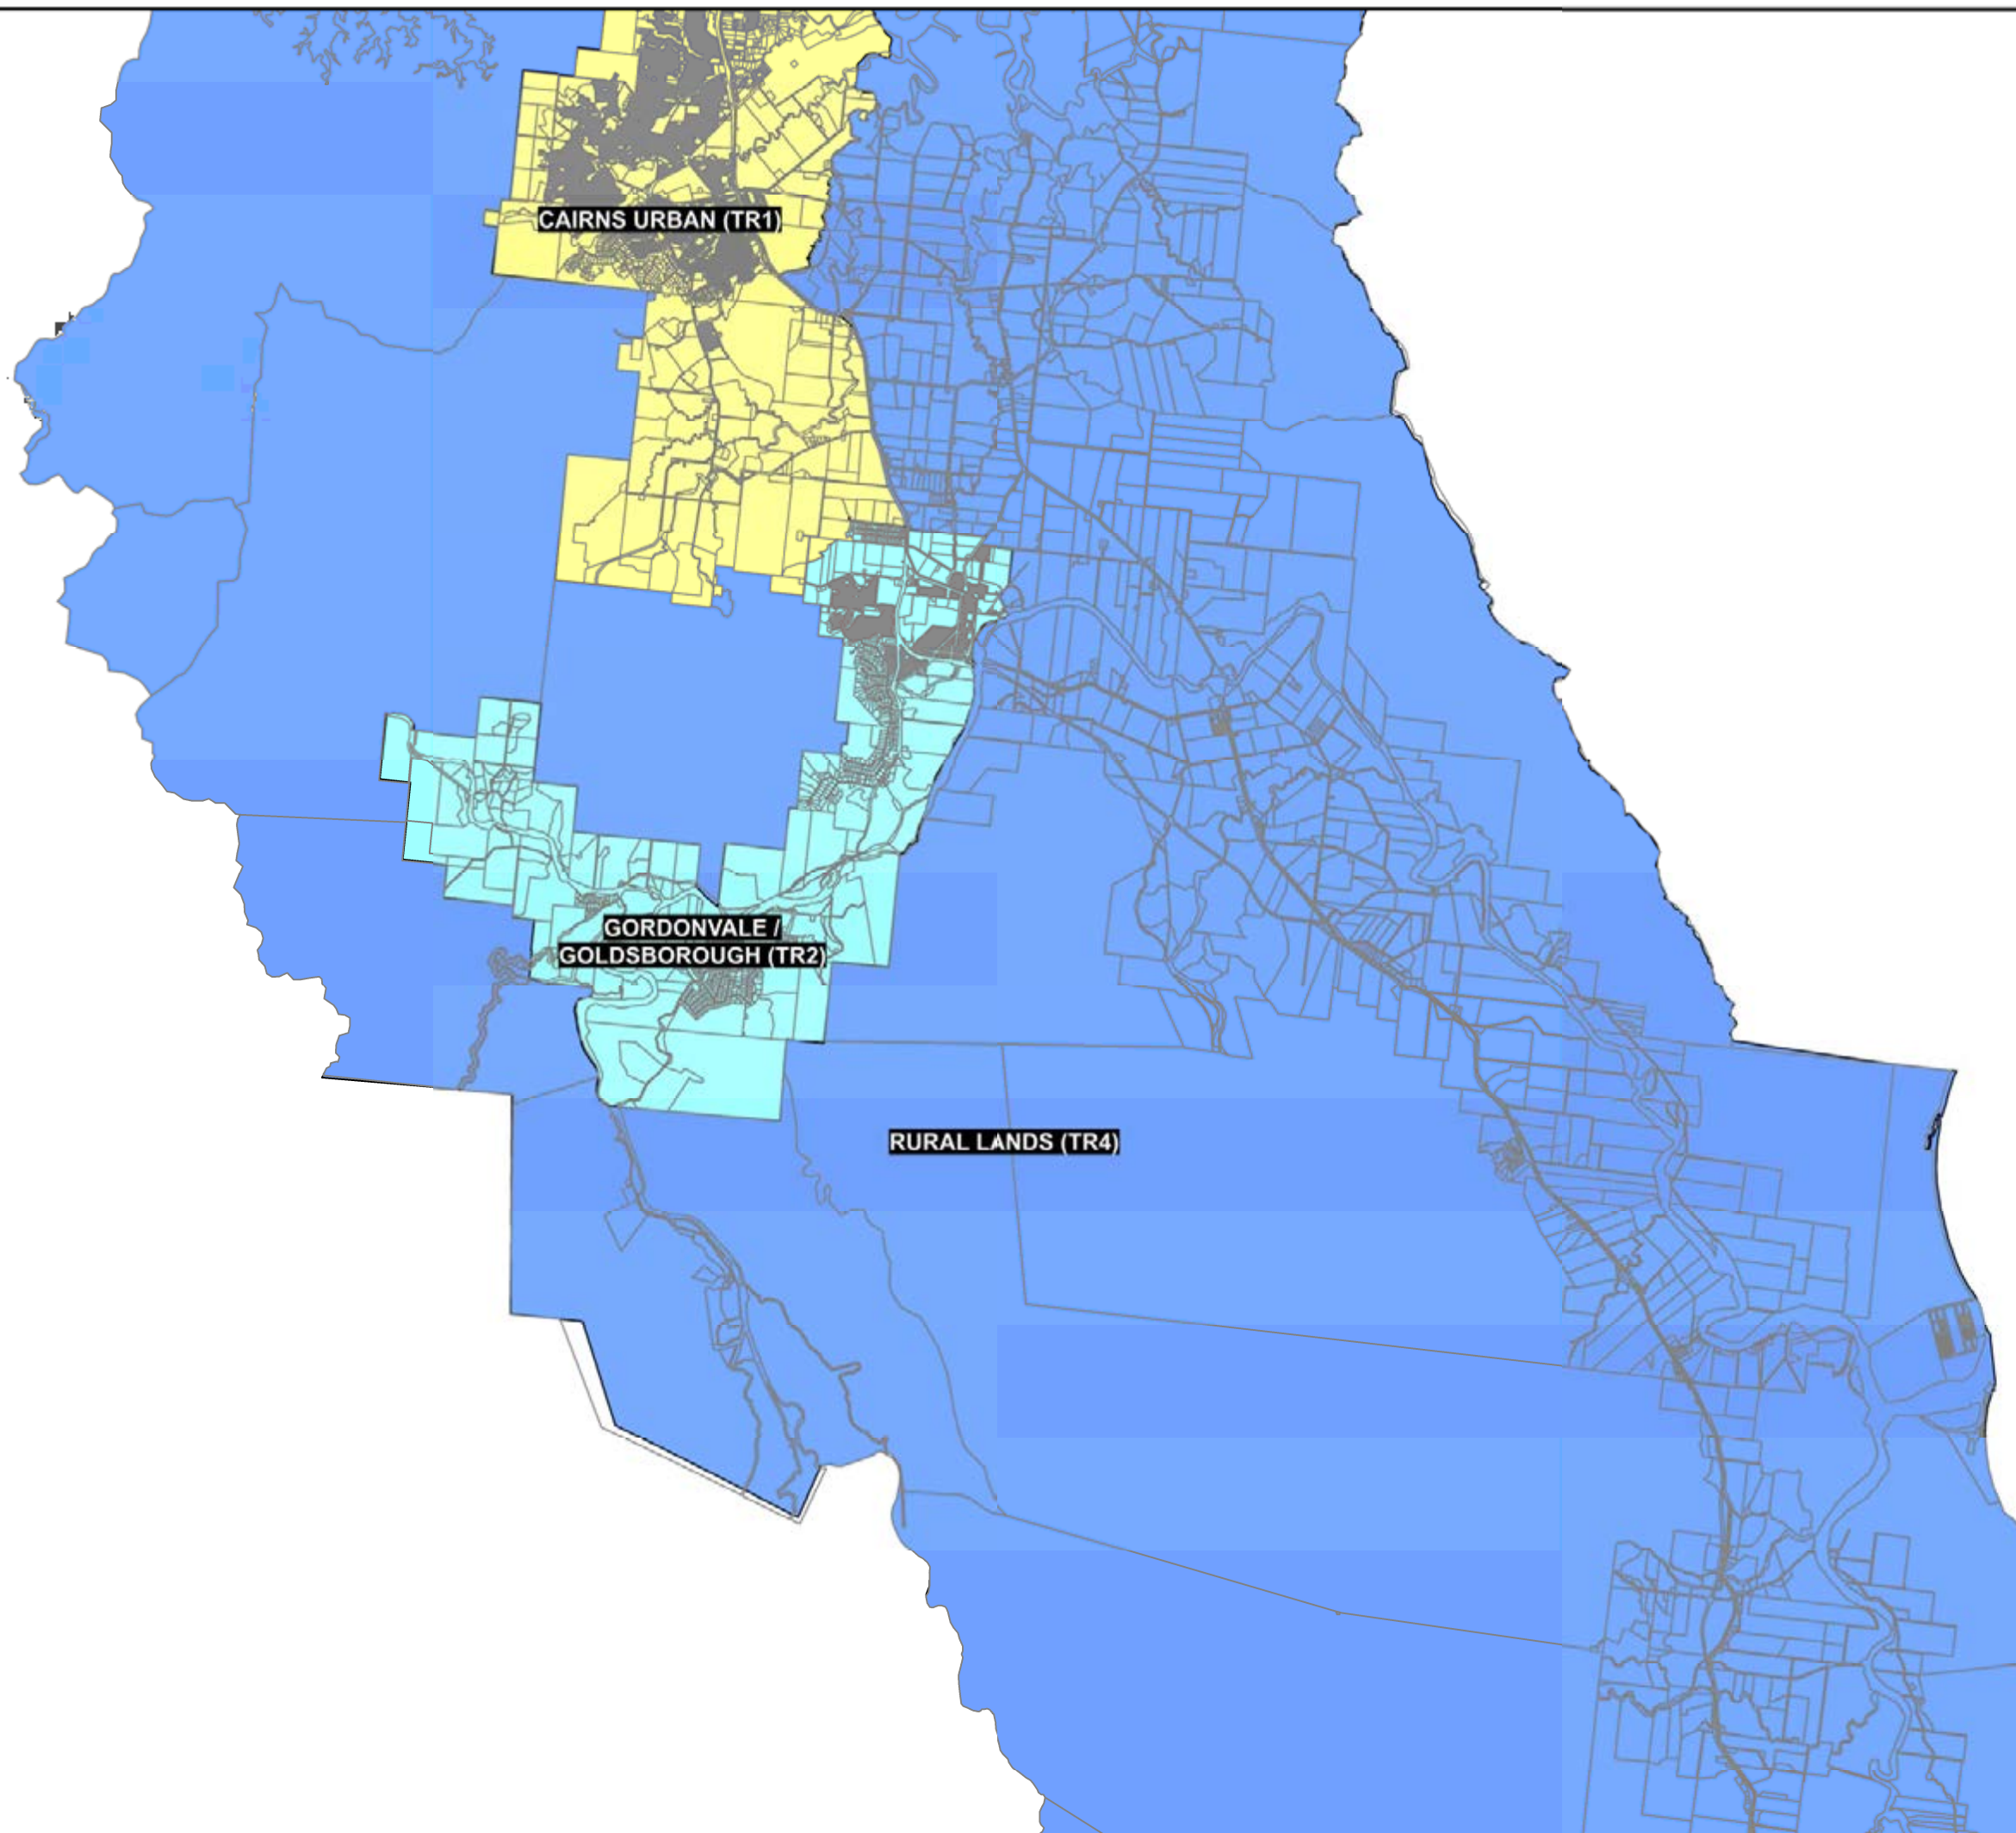 CAIRNS URBAN (TR1)
GORDONVALE /
GOLDSBOROUGH (TR2)
RURAL LANDS (TR4)